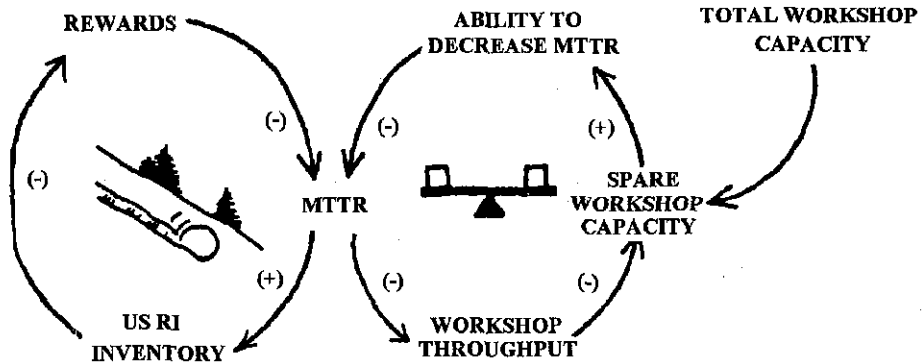 REWARDS
ABILITY TO
DECREASE MTTR
TOTAL WORKSHOP
CAPACITY
(-)
(-)
(+)
(-)
MTTR
SPARE
WORKSHOP
CAPACITY
(+)
(-)
(-)
US RI
INVENTORY
WORKSHOP
THROUGHPUT